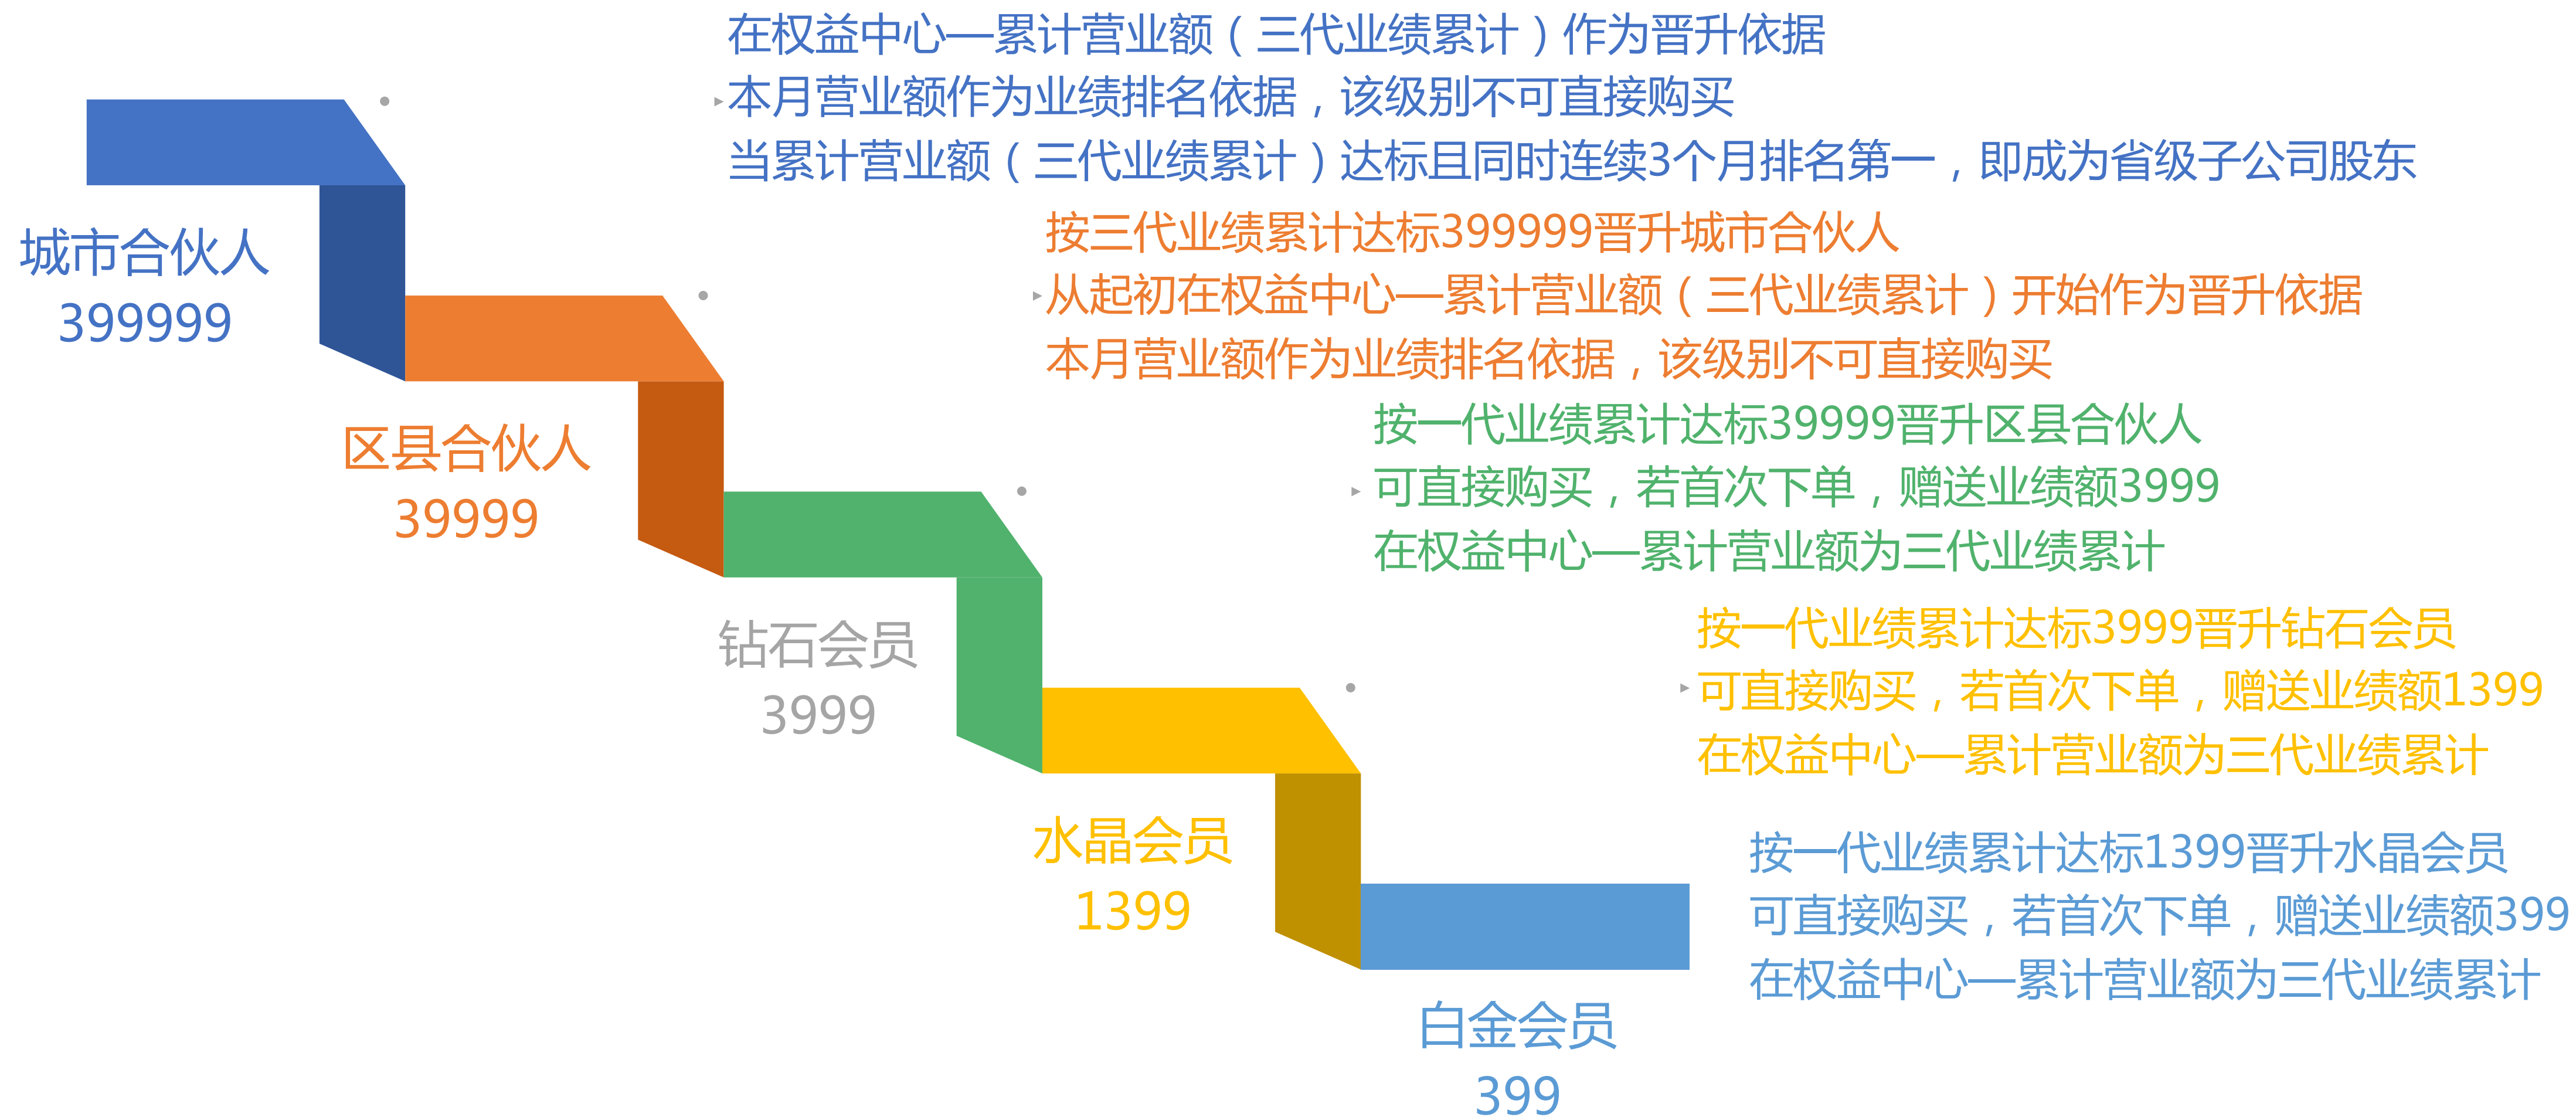 在权益中心—累计营业额（三代业绩累计）作为晋升依据
本月营业额作为业绩排名依据，该级别不可直接购买
当累计营业额（三代业绩累计）达标且同时连续3个月排名第一，即成为省级子公司股东
城市合伙人
399999
按三代业绩累计达标399999晋升城市合伙人
从起初在权益中心—累计营业额（三代业绩累计）开始作为晋升依据
本月营业额作为业绩排名依据，该级别不可直接购买
区县合伙人
39999
按一代业绩累计达标39999晋升区县合伙人
可直接购买，若首次下单，赠送业绩额3999
在权益中心—累计营业额为三代业绩累计
钻石会员
3999
按一代业绩累计达标3999晋升钻石会员
可直接购买，若首次下单，赠送业绩额1399
在权益中心—累计营业额为三代业绩累计
水晶会员
1399
按一代业绩累计达标1399晋升水晶会员
可直接购买，若首次下单，赠送业绩额399
在权益中心—累计营业额为三代业绩累计
白金会员
399